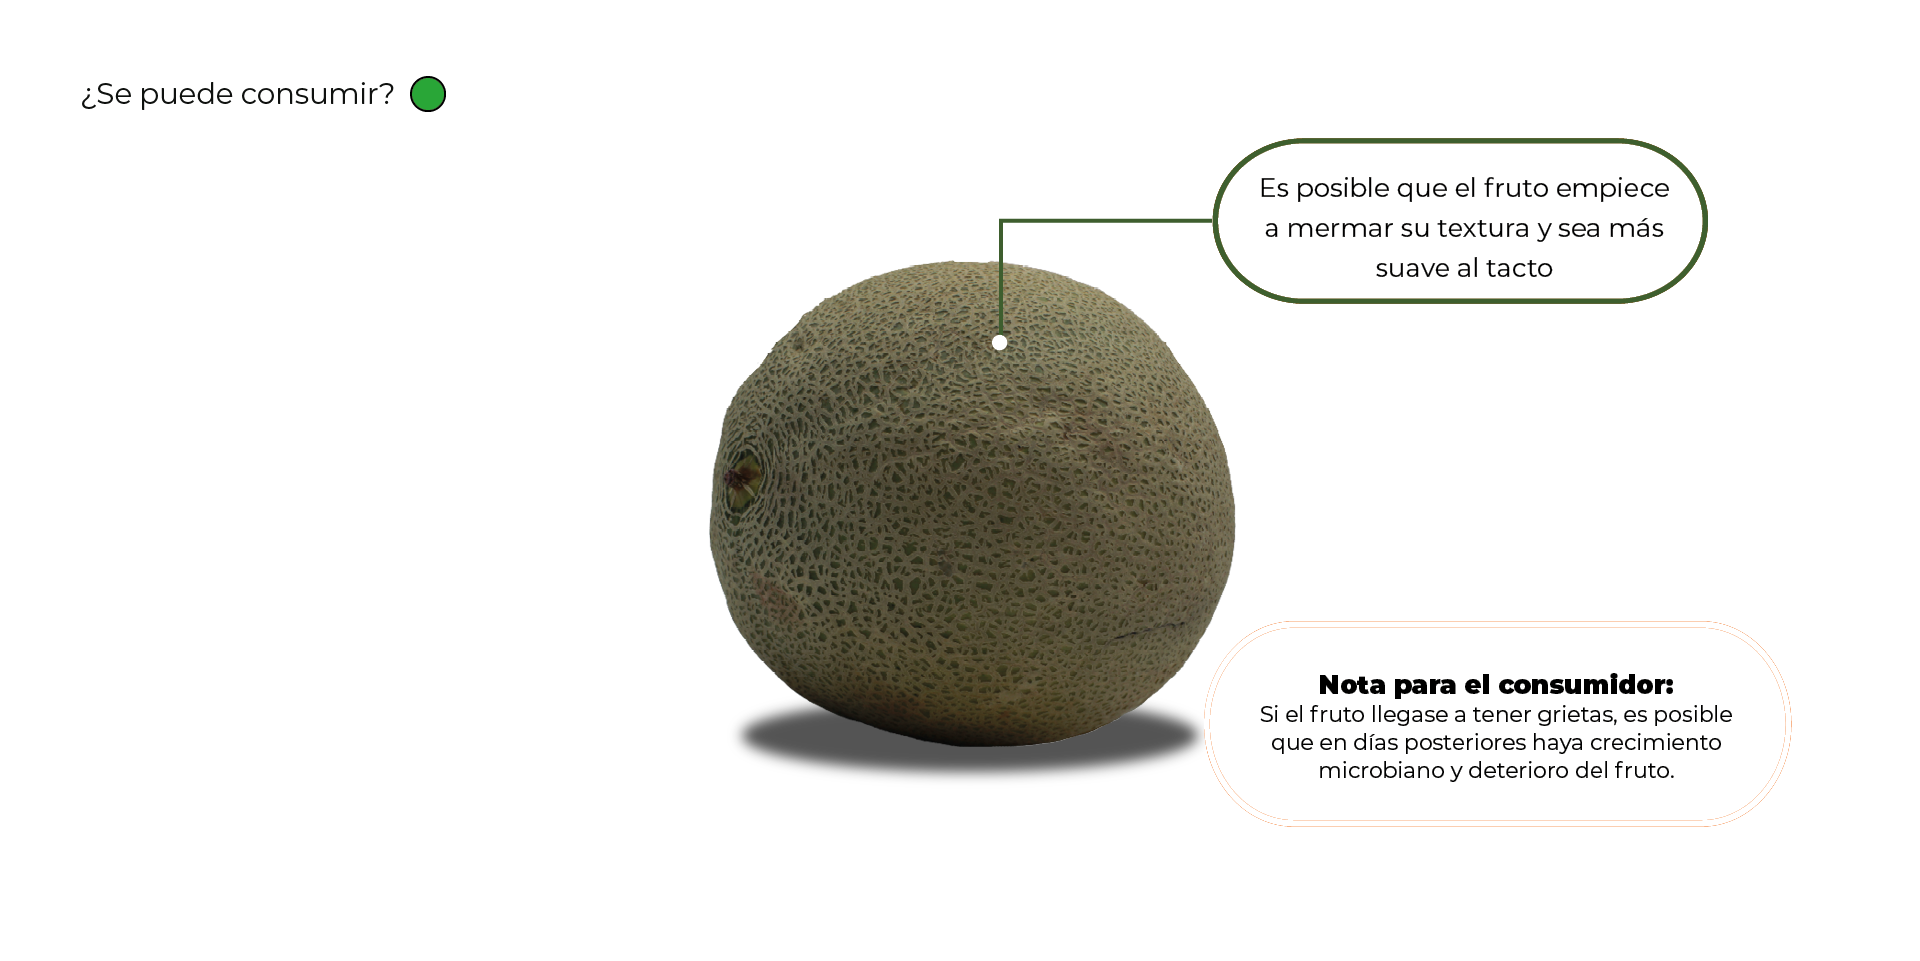 ¿Se puede consumir?
Es posible que el fruto empiece
a mermar su textura y sea más
suave al tacto
Nota para el consumidor:
Si el fruto llegase a tener grietas, es posible
que en días posteriores haya crecimiento
microbiano y deterioro del fruto.